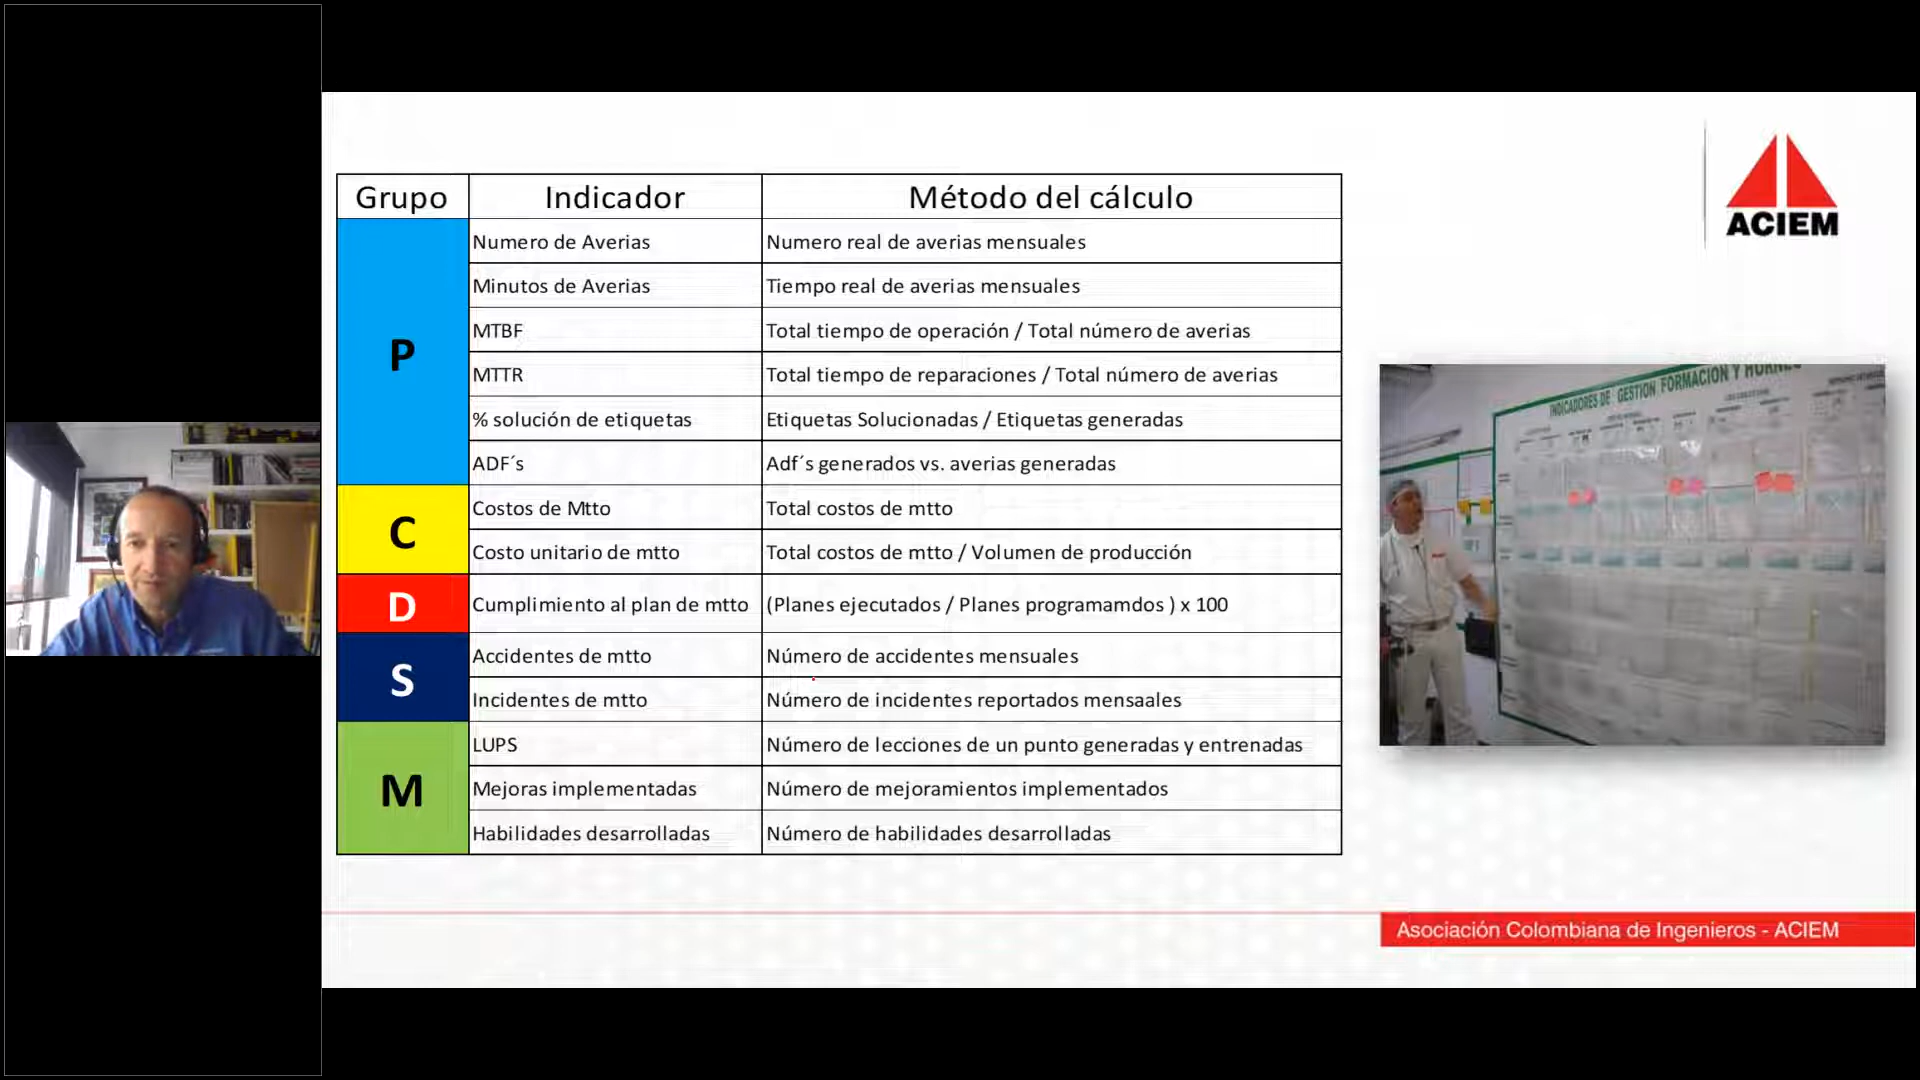 Grupo Indicador Método del cálculo
P
Numero de Averias Numero real de averias mensuales
Minutos de Averias Tiempo real de averias mensuales
MTBF Total tiempo de operación / Total número de averias
MTTR Total tiempo de reparaciones / Total número de averias
% solución de etiquetas Etiquetas Solucionadas / Etiquetas generadas
ADF´s Adf´s generados vs. averias generadas
C
Costos de Mtto Total costos de mtto
Costo unitario de mtto Total costos de mtto / Volumen de producción
D
Cumplimiento al plan de mtto (Planes ejecutados / Planes programamdos ) x 100
S
Accidentes de mtto Número de accidentes mensuales
Incidentes de mtto Número de incidentes reportados mensaales
M
LUPS Número de lecciones de un punto generadas y entrenadas
Mejoras implementadas Número de mejoramientos implementados
Habilidades desarrolladas Número de habilidades desarrolladas
ACIEM
INDICADORES DE GESTION FORMACION Y
Asociación Colombiana de Ingenieros - ACIEM